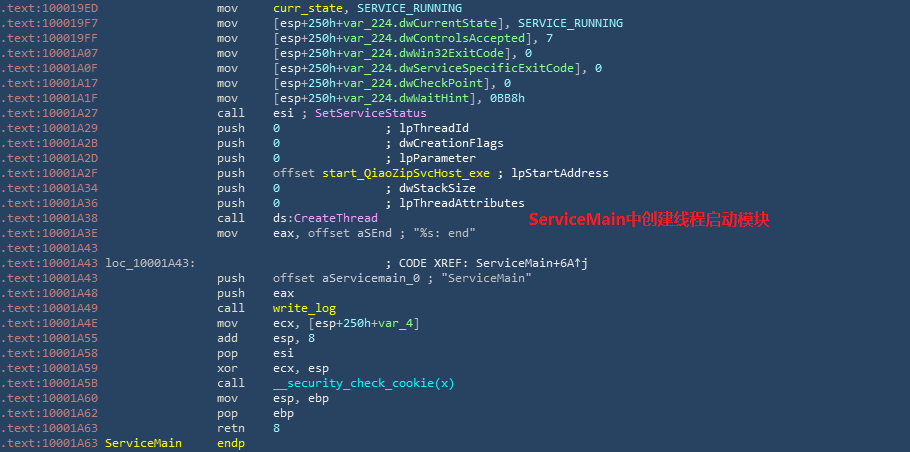 .text:100019ED mov curr_state, SERVICE_RUNNING
.text:100019F7 mov [esp+250h+var_224.dwCurrentState], SERVICE_RUNNING
.text:100019FF mov [esp+250h+var_224.dwControlsAccepted], 7
.text:10001A07 mov [esp+250h+var_224.dwWin32ExitCode], 0
.text:10001A0F mov [esp+250h+var_224.dwServiceSpecificExitCode], 0
.text:10001A17 mov [esp+250h+var_224.dwCheckPoint], 0
.text:10001A1F mov [esp+250h+var_224.dwWaitHint], 0BB8h
.text:10001A27 call esi ; SetServiceStatus
.text:10001A29 push 0 ; lpThreadId
.text:10001A2B push 0 ; dwCreationFlags
.text:10001A2D push 0 ; lpParameter
.text:10001A2F push offset start_QiaoZipSvcHost_exe ; lpStartAddress
.text:10001A34 push 0 ; dwStackSize
.text:10001A36 push 0 ; lpThreadAttributes
.text:10001A38 call ds:CreateThread ServiceMain中创建线程启动模块
.text:10001A3E mov eax, offset aSEnd ; "%s: end"
.text:10001A43
.text:10001A43 loc_10001A43: ; CODE XREF: ServiceMain+6A↑j
.text:10001A43 push offset aServicemain_0 ; "ServiceMain"
.text:10001A48 push eax
.text:10001A49 call write_log
.text:10001A4E mov ecx, [esp+250h+var_4]
.text:10001A55 add esp, 8
.text:10001A58 pop esi
.text:10001A59 xor ecx, esp
.text:10001A5B call __security_check_cookie(x)
.text:10001A60 mov esp, ebp
.text:10001A62 pop ebp
.text:10001A63 retn 8
.text:10001A63 ServiceMain endp